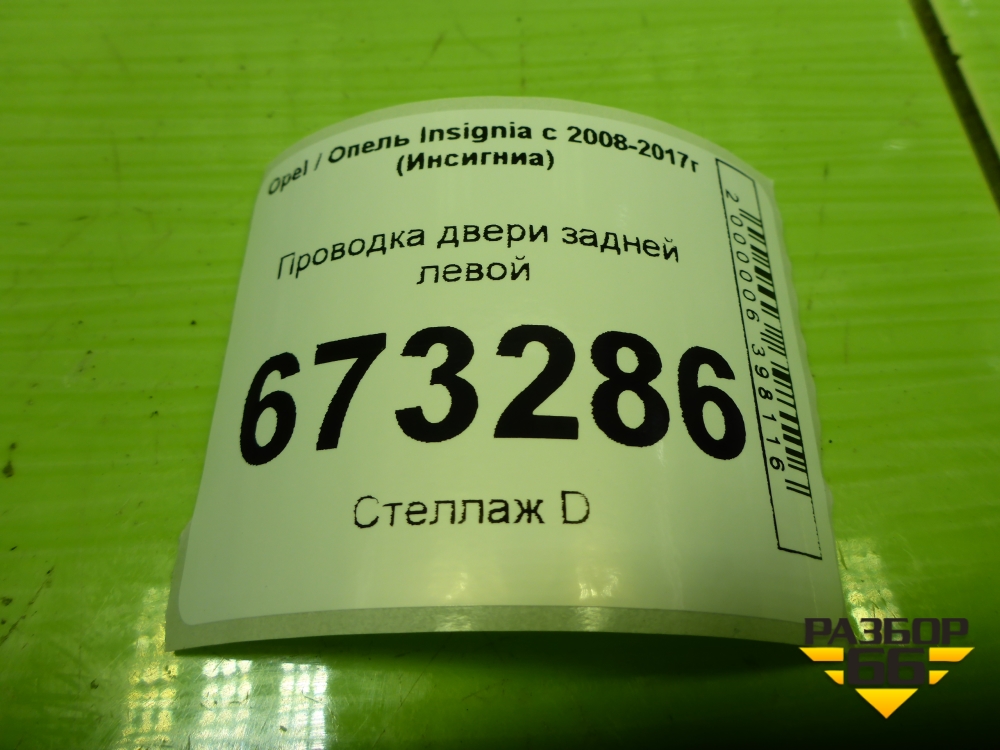 Opel / Опель Insignia с 2008-2017г
(Инсигниа)
Проводка двери задней
левой
673286
Стеллаж D
2000006398116
РАЗБОР
66